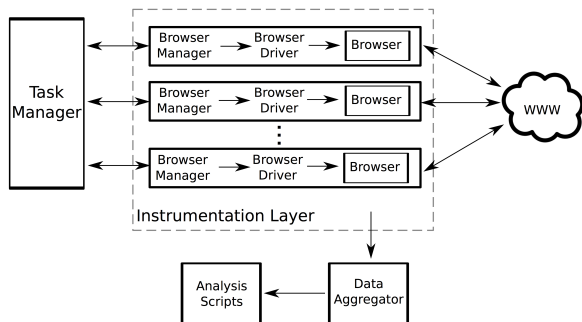 Task
Manager
Browser
Manager
Browser
Driver
Browser
Browser
Manager
Browser
Driver
Browser
Browser
Manager
Browser
Driver
Browser
Instrumentation Layer
WWW
Analysis
Scripts
Data
Aggregator